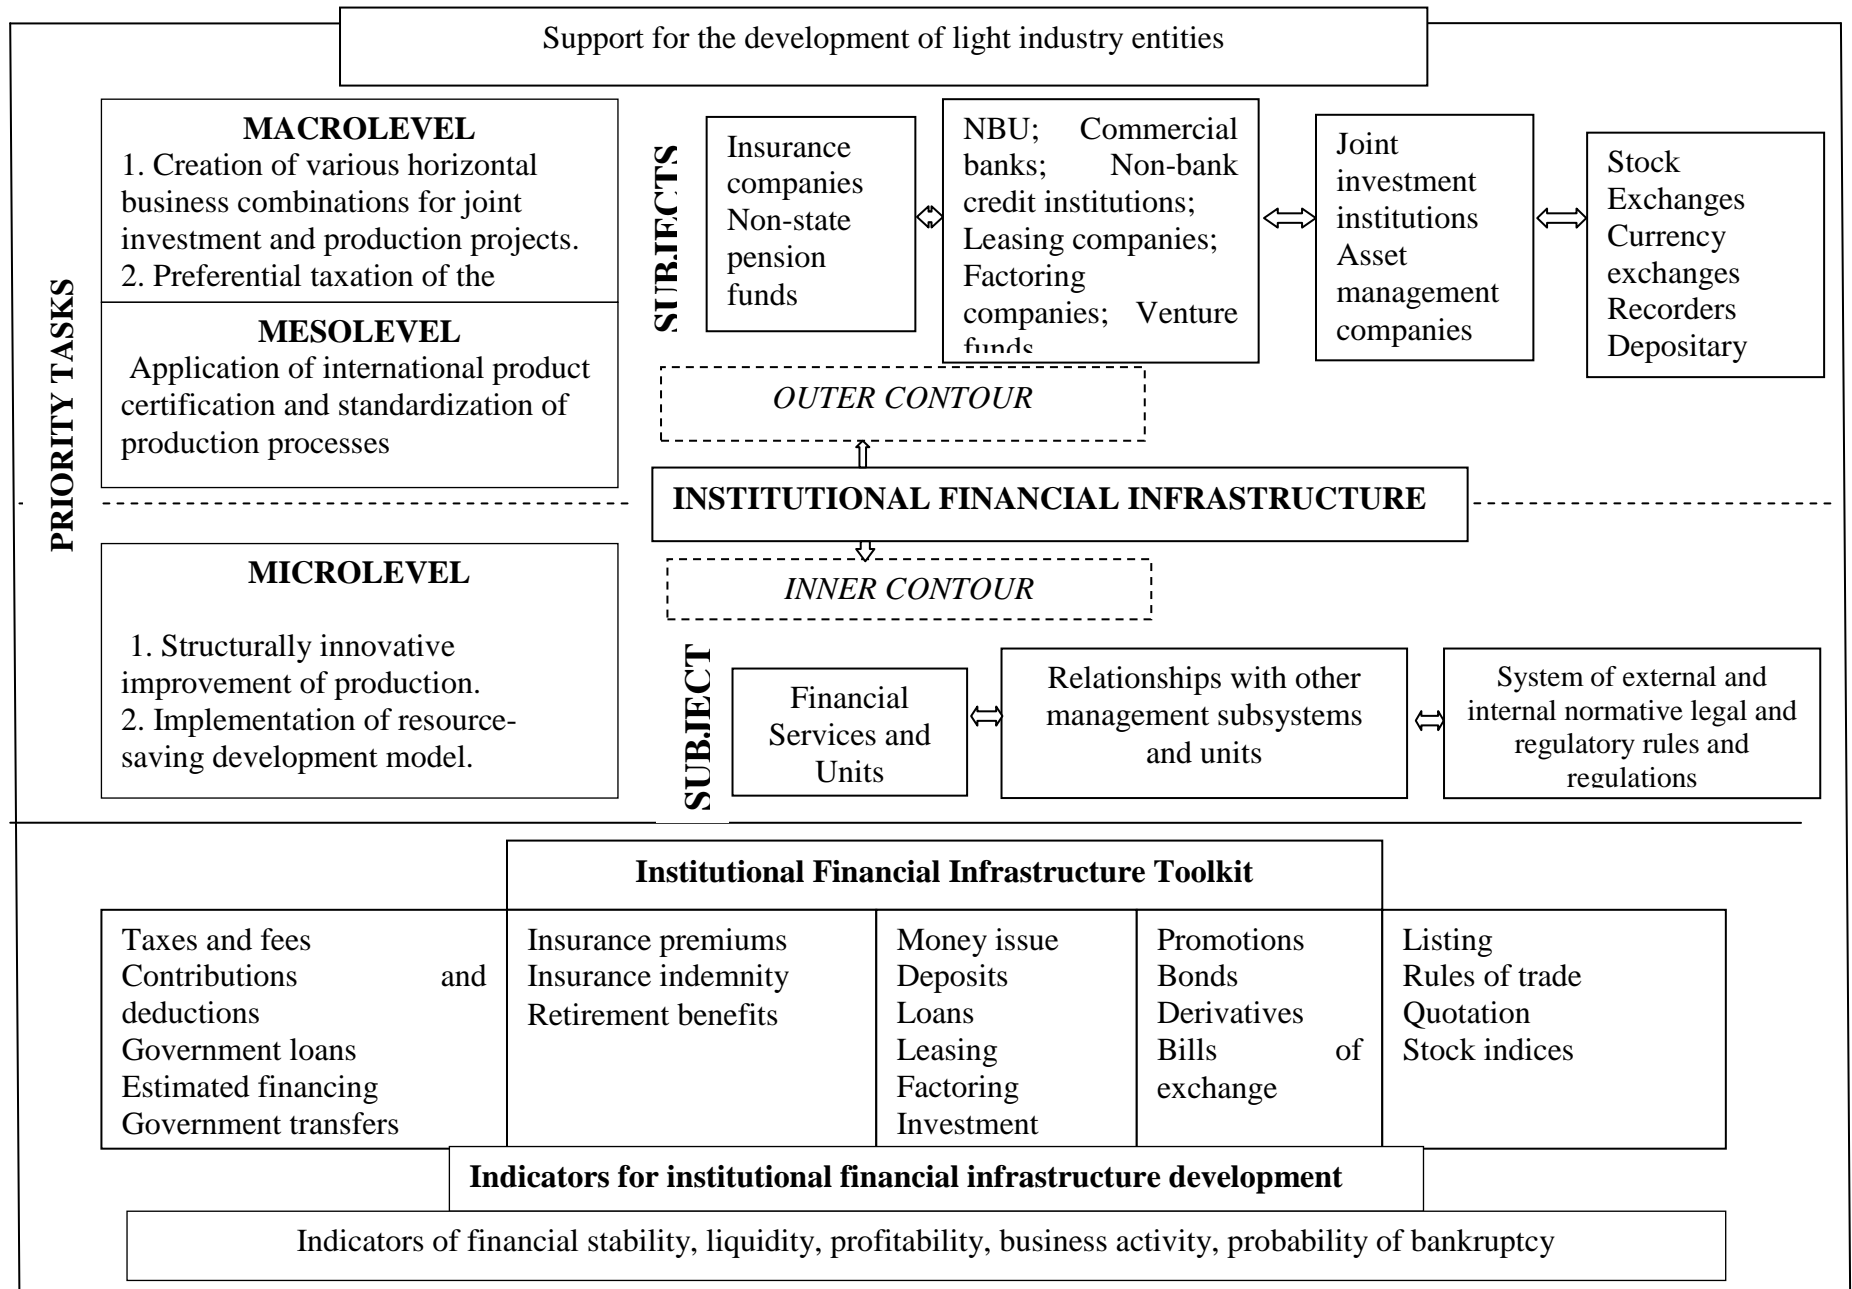 Support for the development of light industry entities
PRIORITY TASKS
MACROLEVEL
1. Creation of various horizontal
business combinations for joint
investment and production projects.
2. Preferential taxation of the
MESOLEVEL
Application of international product
certification and standardization of
production processes
MICROLEVEL
1. Structurally innovative
improvement of production.
2. Implementation of resource-
saving development model.
SUBJECTS
Insurance
companies
Non-state
pension
funds
NBU; Commercial
banks; Non-bank
credit institutions;
Leasing companies;
Factoring
companies; Venture
funds
Joint
investment
institutions
Asset
management
companies
Stock
Exchanges
Currency
exchanges
Recorders
Depositary
OUTER CONTOUR
INSTITUTIONAL FINANCIAL INFRASTRUCTURE
INNER CONTOUR
SUBJECT
Financial
Services and
Units
Relationships with other
management subsystems
and units
System of external and
internal normative legal and
regulatory rules and
regulations
Institutional Financial Infrastructure Toolkit
Taxes and fees
Contributions and
deductions
Government loans
Estimated financing
Government transfers
Insurance premiums
Insurance indemnity
Retirement benefits
Money issue
Deposits
Loans
Leasing
Factoring
Investment
Promotions
Bonds
Derivatives
Bills of
exchange
Listing
Rules of trade
Quotation
Stock indices
Indicators for institutional financial infrastructure development
Indicators of financial stability, liquidity, profitability, business activity, probability of bankruptcy